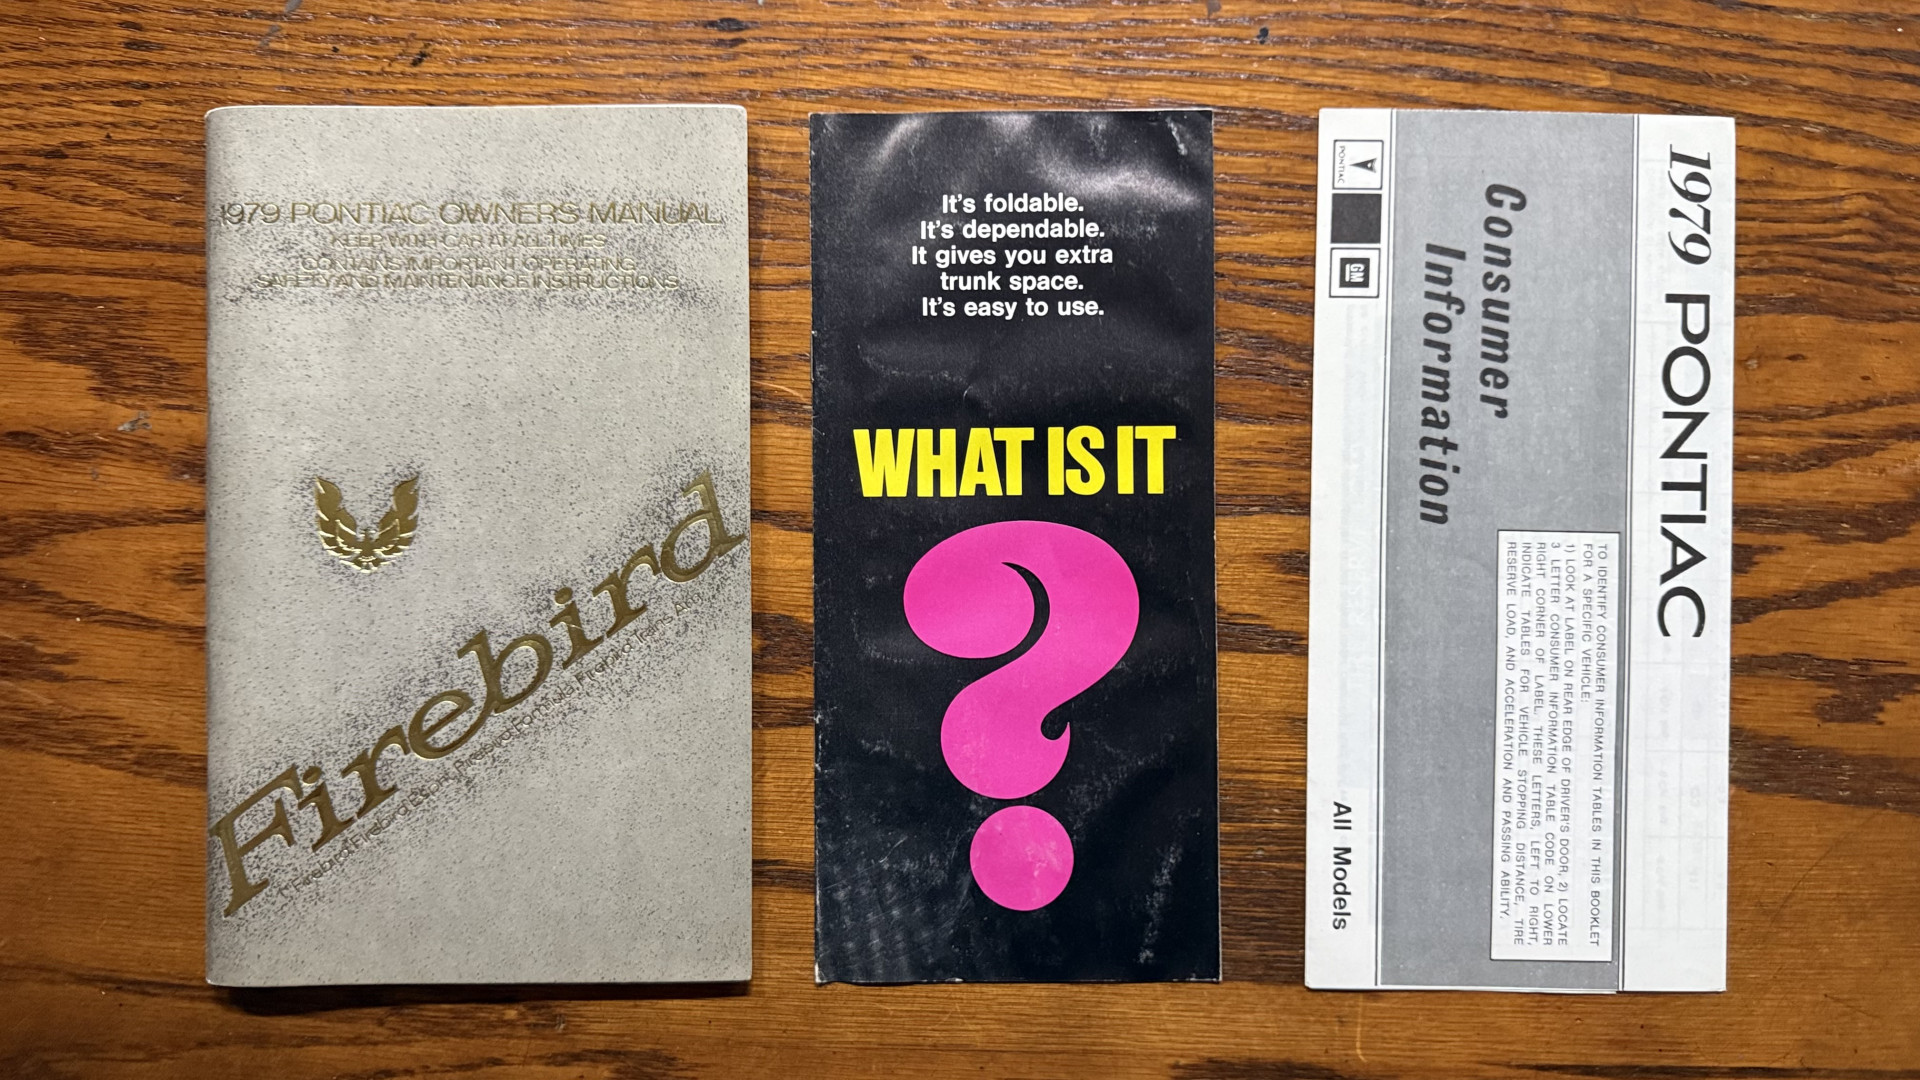 1979 PONTIAC OWNERS MANUAL
KEEP WITH CAR AT ALL TIMES
CONTAINS IMPORTANT OPERATING
SAFETY AND MAINTENANCE INSTRUCTIONS
Firebird
Firebird Firebird Esprit Firebird Formula Firebird Trans Am
It's foldable.
It's dependable.
It gives you extra
trunk space.
It's easy to use.
WHAT IS IT
?
1979 PONTIAC
Consumer
Information
TO IDENTIFY CONSUMER INFORMATION TABLES IN THIS BOOKLET
FOR A SPECIFIC VEHICLE:
1) LOOK AT LABEL ON REAR EDGE OF DRIVER'S DOOR, 2) LOCATE
3 LETTER CONSUMER INFORMATION TABLE CODE ON LOWER
RIGHT CORNER OF LABEL. THESE LETTERS, LEFT TO RIGHT,
INDICATE TABLES FOR VEHICLE STOPPING DISTANCE, TIRE
RESERVE LOAD, AND ACCELERATION AND PASSING ABILITY.
PONTIAC
GM
All Models